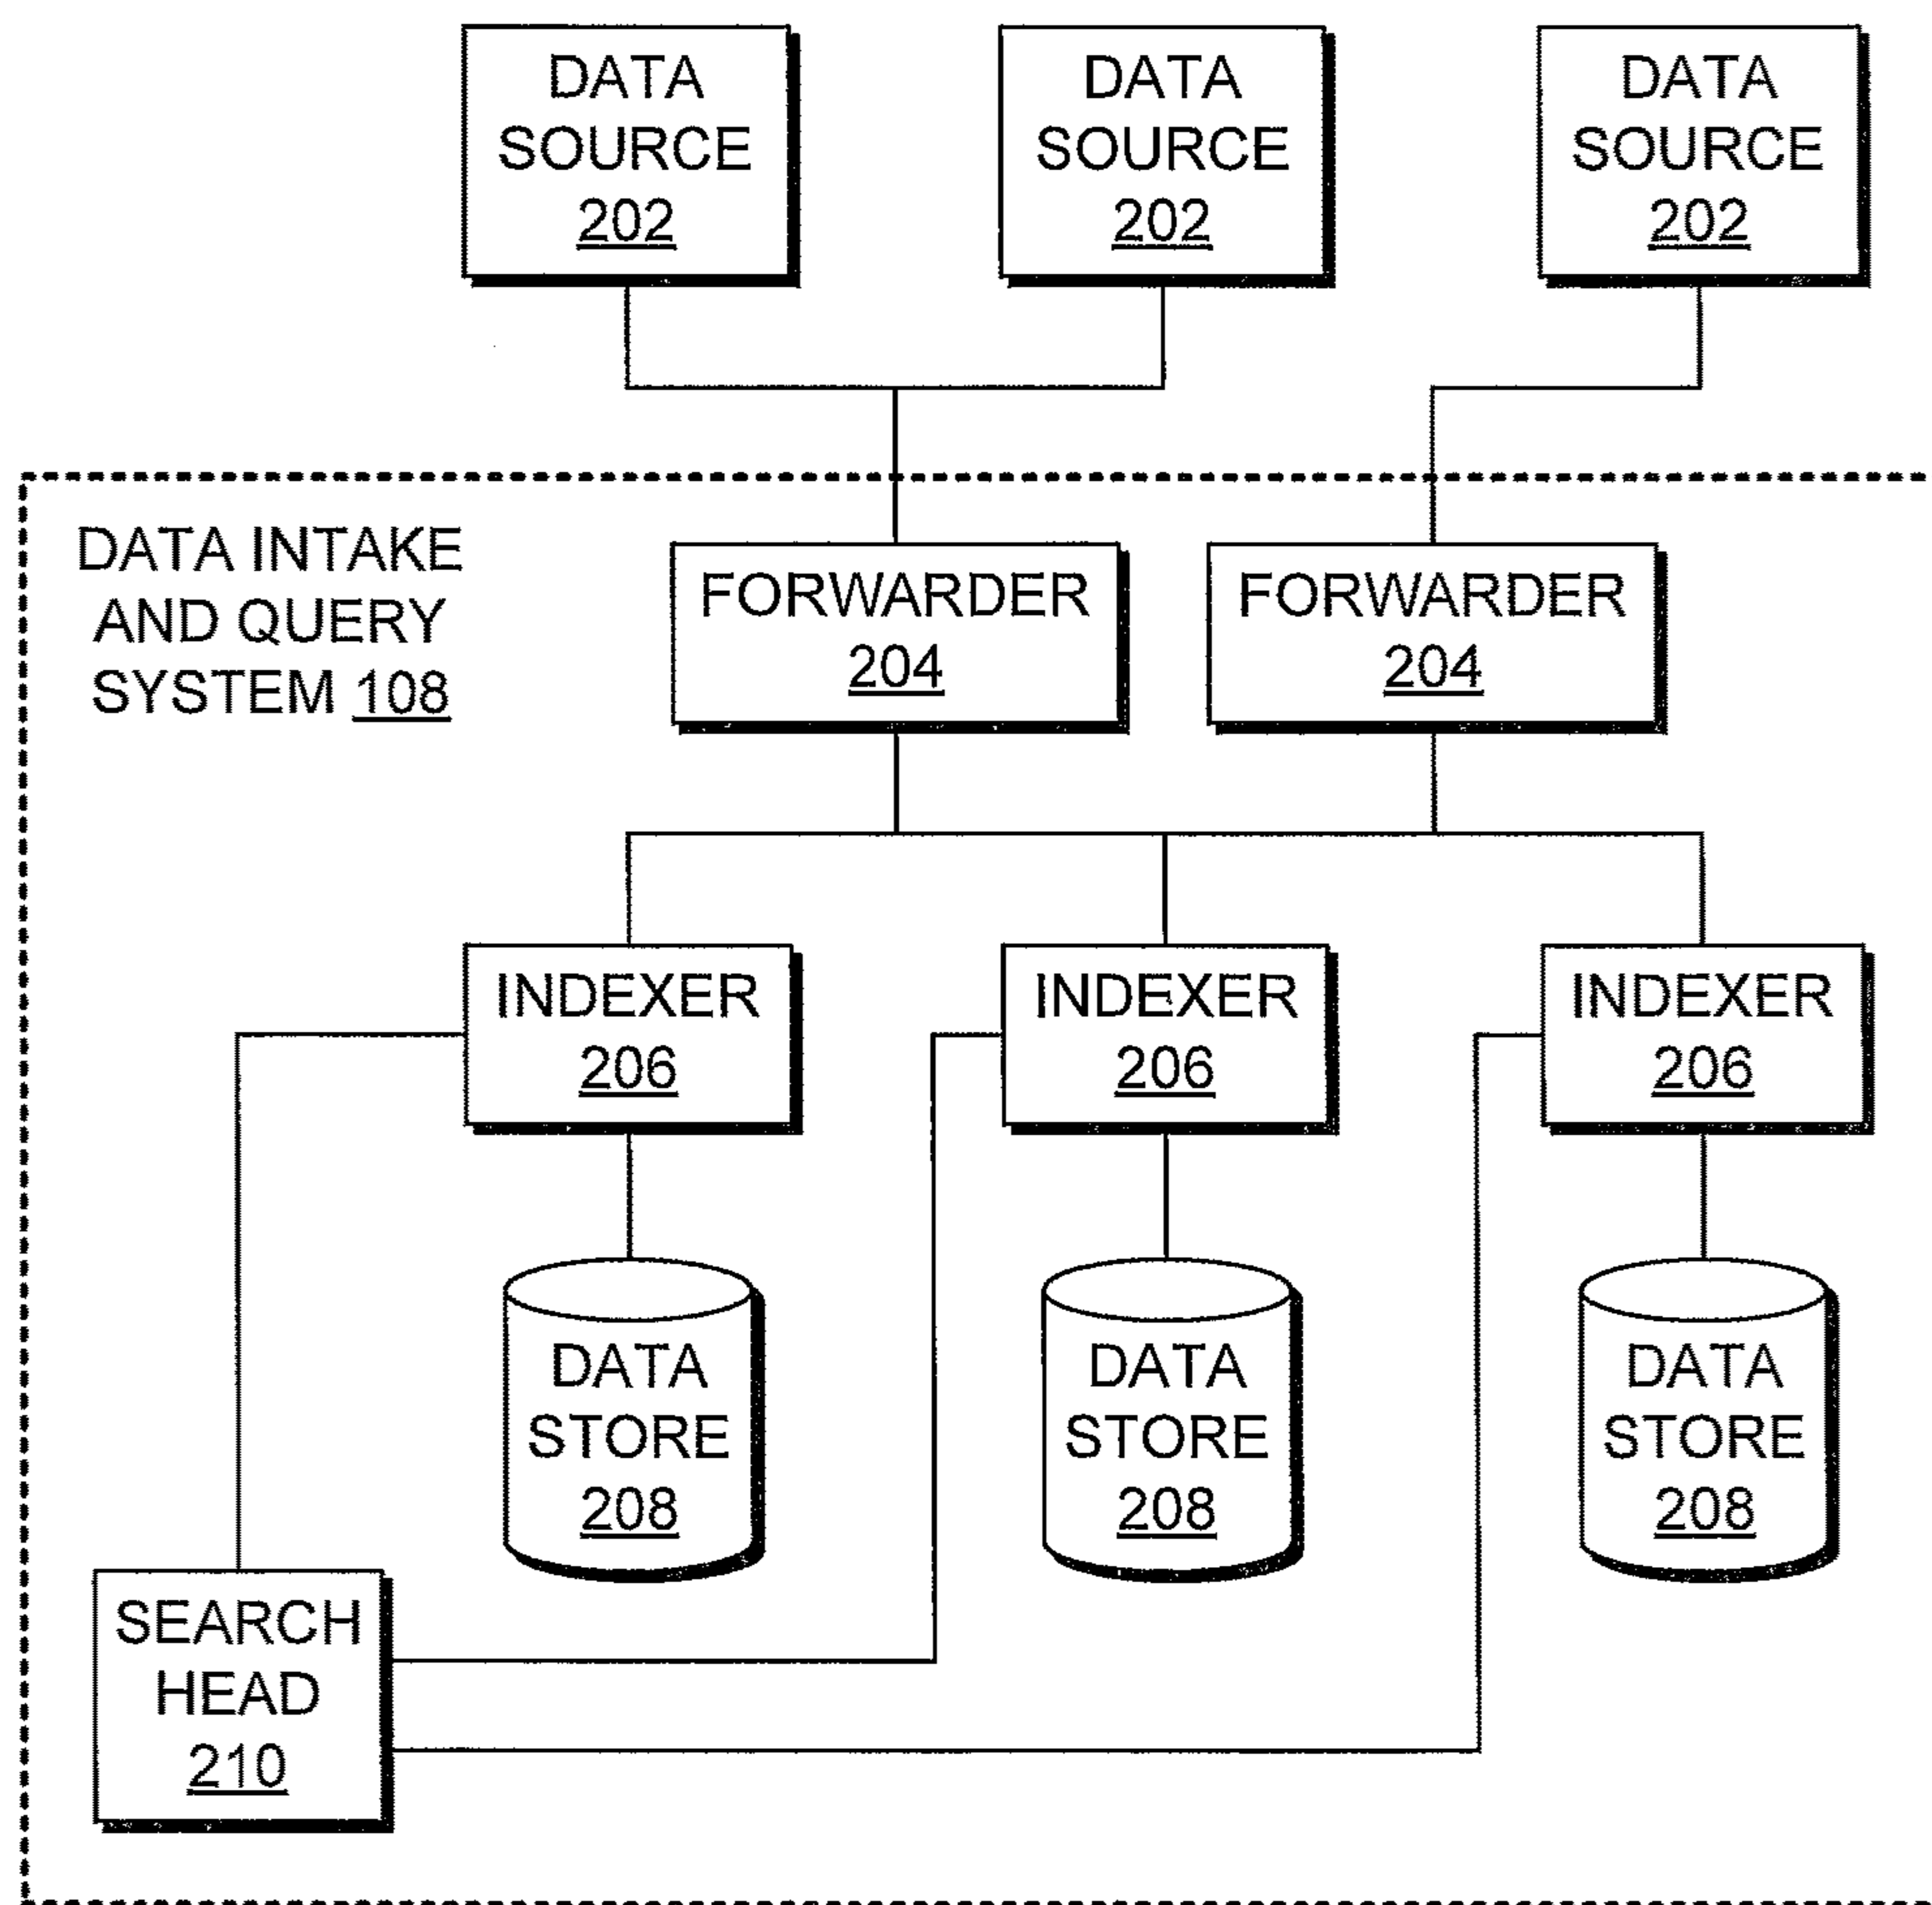 DATA
SOURCE
202
DATA
SOURCE
202
DATA
SOURCE
202
DATA INTAKE
AND QUERY
SYSTEM 108
FORWARDER
204
FORWARDER
204
INDEXER
206
INDEXER
206
INDEXER
206
DATA
STORE
208
DATA
STORE
208
DATA
STORE
208
SEARCH
HEAD
210